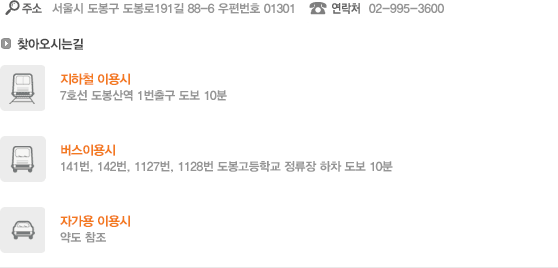 주소 서울시 도봉구 도봉로191길 88-6 우편번호 01301 연락처 02-995-3600
찾아오시는길
지하철 이용시
7호선 도봉산역 1번출구 도보 10분
버스이용시
141번, 142번, 1127번, 1128번 도봉고등학교 정류장 하차 도보 10분
자가용 이용시
약도 참조